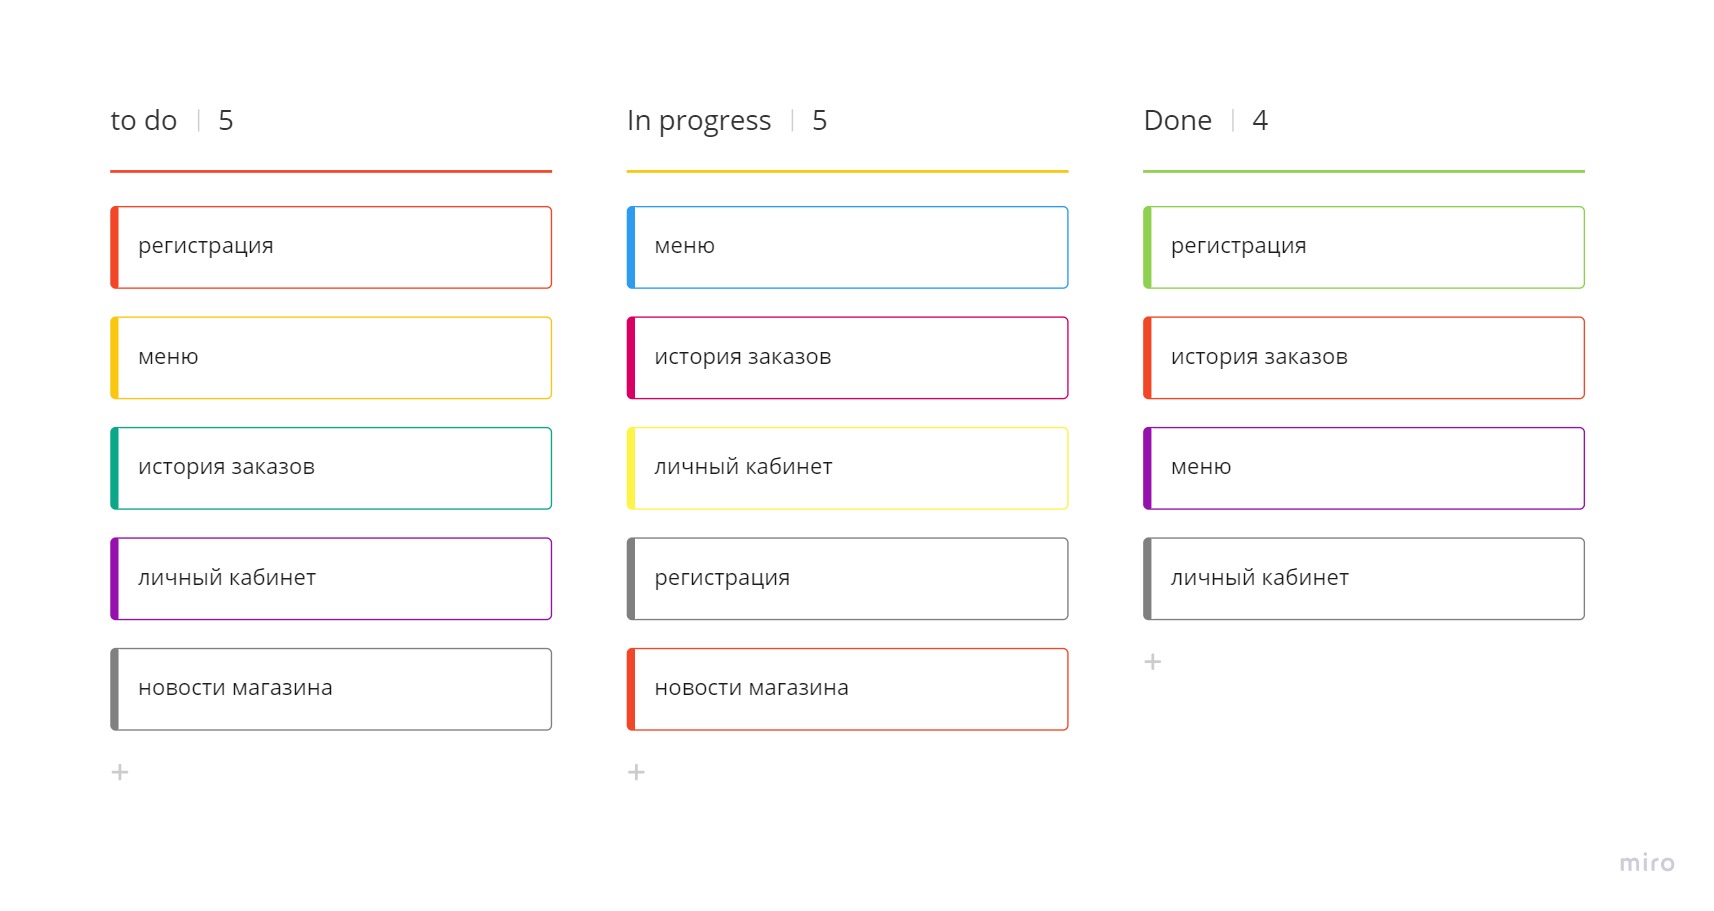 to do | 5
регистрация
меню
история заказов
личный кабинет
новости магазина
+
In progress | 5
меню
история заказов
личный кабинет
регистрация
новости магазина
+
Done | 4
регистрация
история заказов
меню
личный кабинет
+
miro